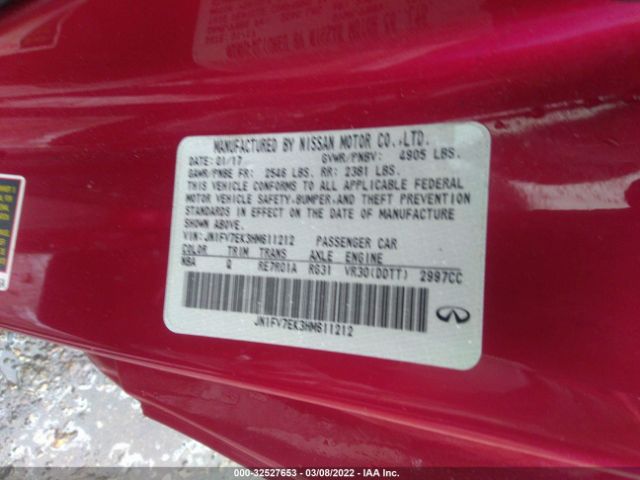 MANUFACTURED BY NISSAN MOTOR CO.,LTD.
DATE: 01/17 GVWR/PNBV: 4905 LBS.
GAWR/PNBE FR: 2546 LBS. RR: 2381 LBS.
THIS VEHICLE CONFORMS TO ALL APPLICABLE FEDERAL
MOTOR VEHICLE SAFETY,BUMPER,AND THEFT PREVENTION
STANDARDS IN EFFECT ON THE DATE OF MANUFACTURE
SHOWN ABOVE.
VIN: JN1FV7EK3HM611212 PASSENGER CAR
COLOR TRIM TRANS AXLE ENGINE
NBA Q RE7R01A RG31 VR30(DDTT) 2997CC
JN1FV7EK3HM611212
INFINITI
000-32527653 - 03/08/2022 - IAA Inc.